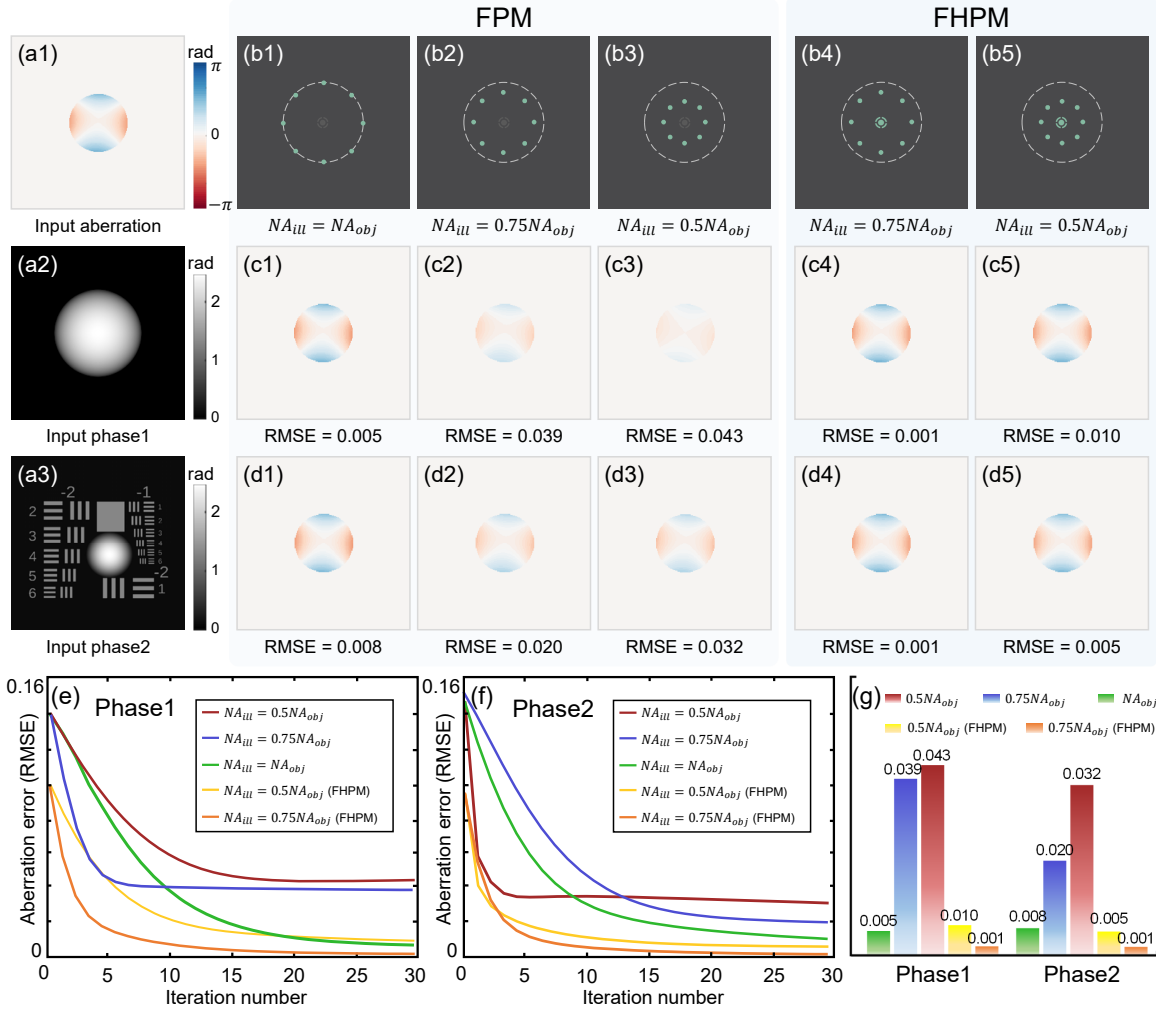 FPM
FHPM
(a1)
rad
π
0
−π
Input aberration
(b1)
(b2)
(b3)
(b4)
(b5)
NA_ill = NA_obj
NA_ill = 0.75NA_obj
NA_ill = 0.5NA_obj
NA_ill = 0.75NA_obj
NA_ill = 0.5NA_obj
(a2)
rad
2
1
0
Input phase1
(c1)
(c2)
(c3)
(c4)
(c5)
RMSE = 0.005
RMSE = 0.039
RMSE = 0.043
RMSE = 0.001
RMSE = 0.010
(a3)
rad
2
1
0
-2
-1
2
3
4
5
6
1
2
3
4
5
6
-2
1
Input phase2
(d1)
(d2)
(d3)
(d4)
(d5)
RMSE = 0.008
RMSE = 0.020
RMSE = 0.032
RMSE = 0.001
RMSE = 0.005
(e)
Phase1
0.16
0
Aberration error (RMSE)
NA_ill = 0.5NA_obj
NA_ill = 0.75NA_obj
NA_ill = NA_obj
NA_ill = 0.5NA_obj (FHPM)
NA_ill = 0.75NA_obj (FHPM)
0 5 10 15 20 25 30
Iteration number
(f)
Phase2
0.16
0
Aberration error (RMSE)
NA_ill = 0.5NA_obj
NA_ill = 0.75NA_obj
NA_ill = NA_obj
NA_ill = 0.5NA_obj (FHPM)
NA_ill = 0.75NA_obj (FHPM)
0 5 10 15 20 25 30
Iteration number
(g)
0.5NA_obj
0.75NA_obj
NA_obj
0.5NA_obj (FHPM)
0.75NA_obj (FHPM)
0.005
0.039
0.043
0.010
0.001
0.008
0.020
0.032
0.005
0.001
Phase1
Phase2